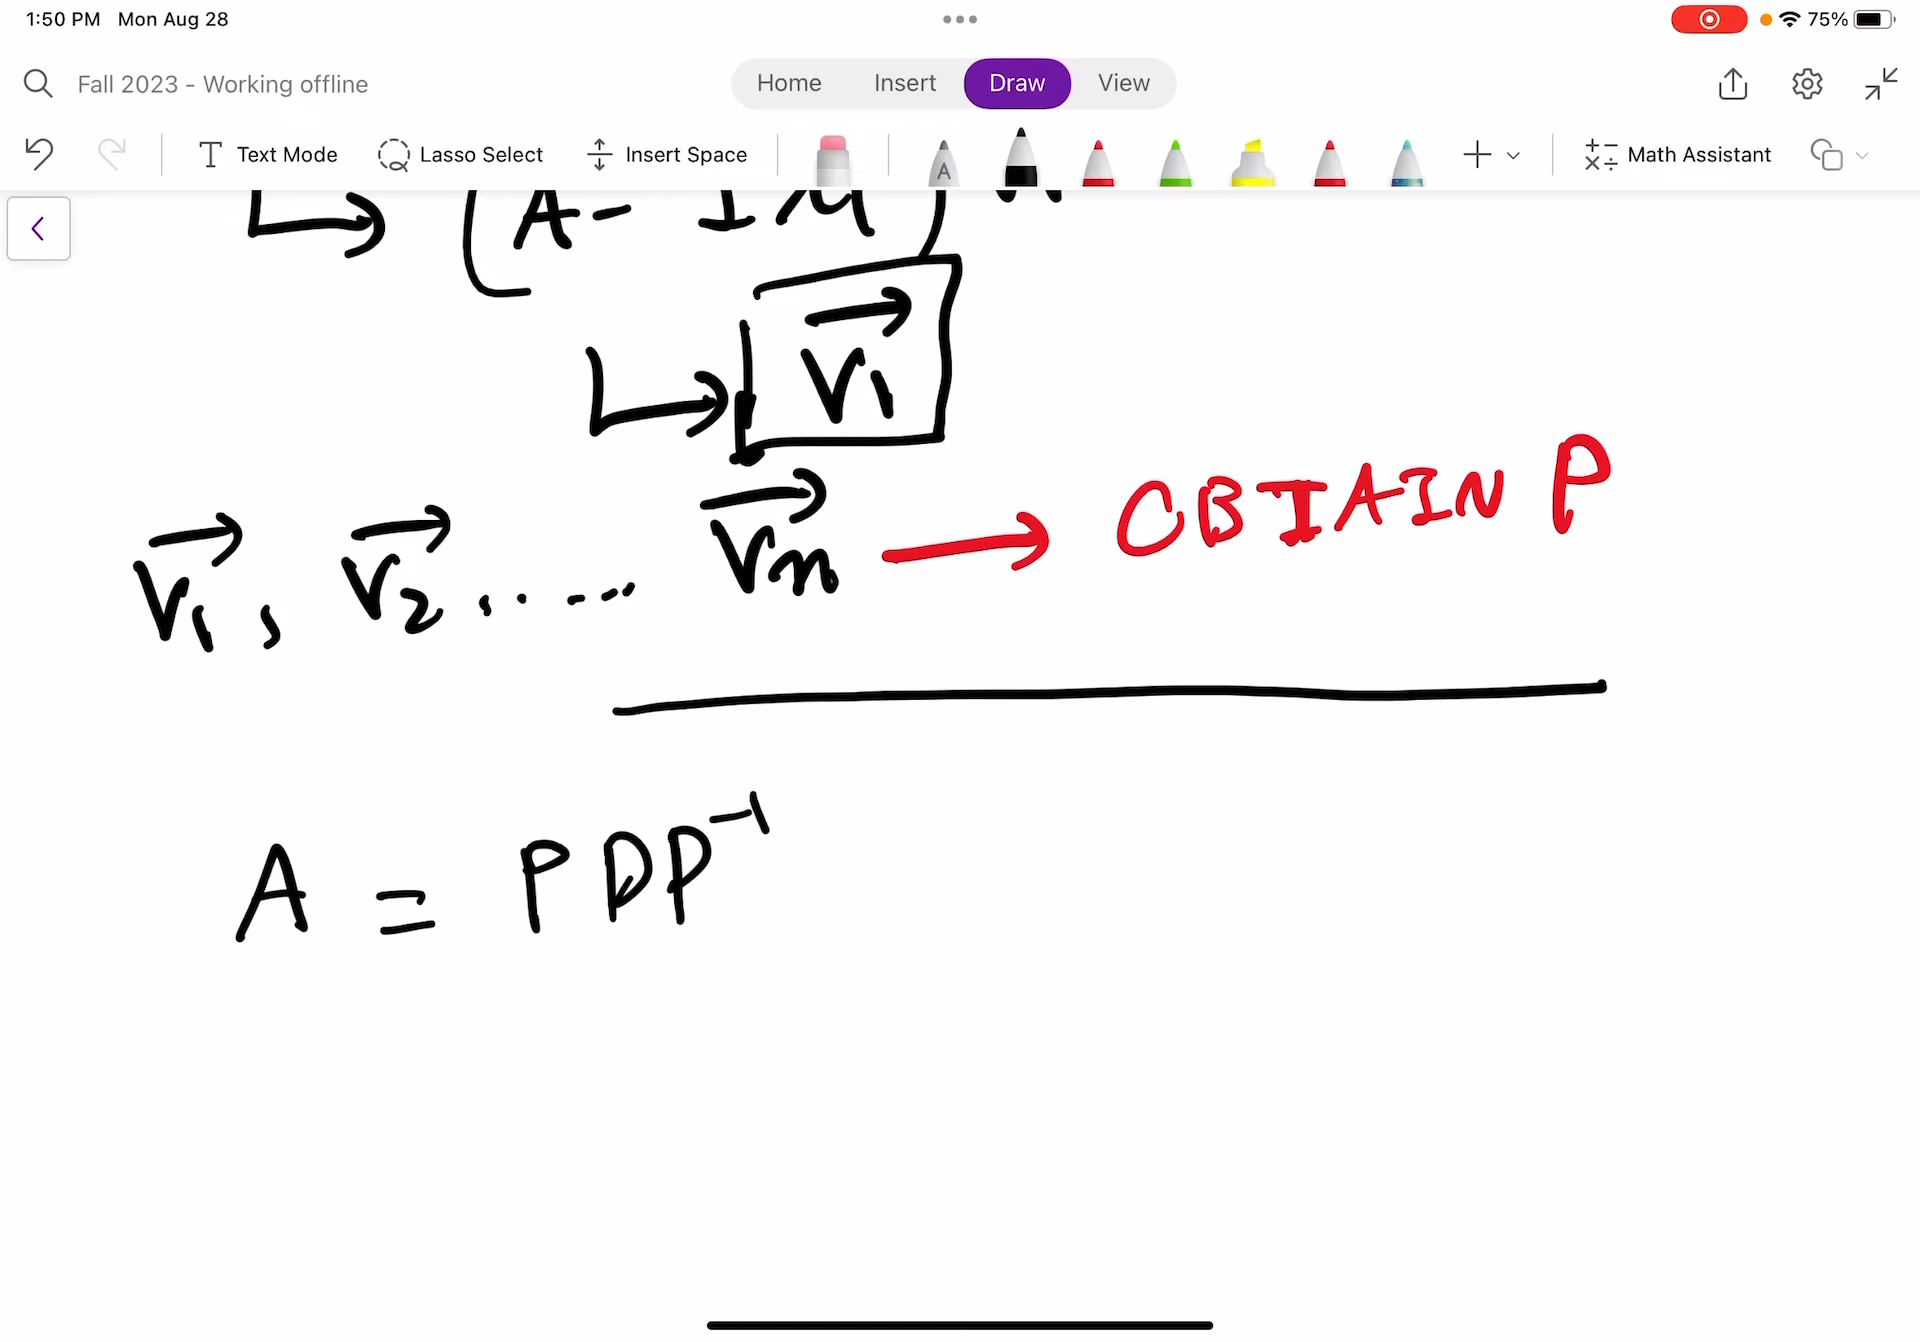 1:50 PM Mon Aug 28
75%
Fall 2023 - Working offline
Home Insert Draw View
Text Mode Lasso Select Insert Space A Math Assistant
(A - Iλ
V₁
V₁, V₂ ..... Vₙ → OBTAIN P
A = PDP⁻¹